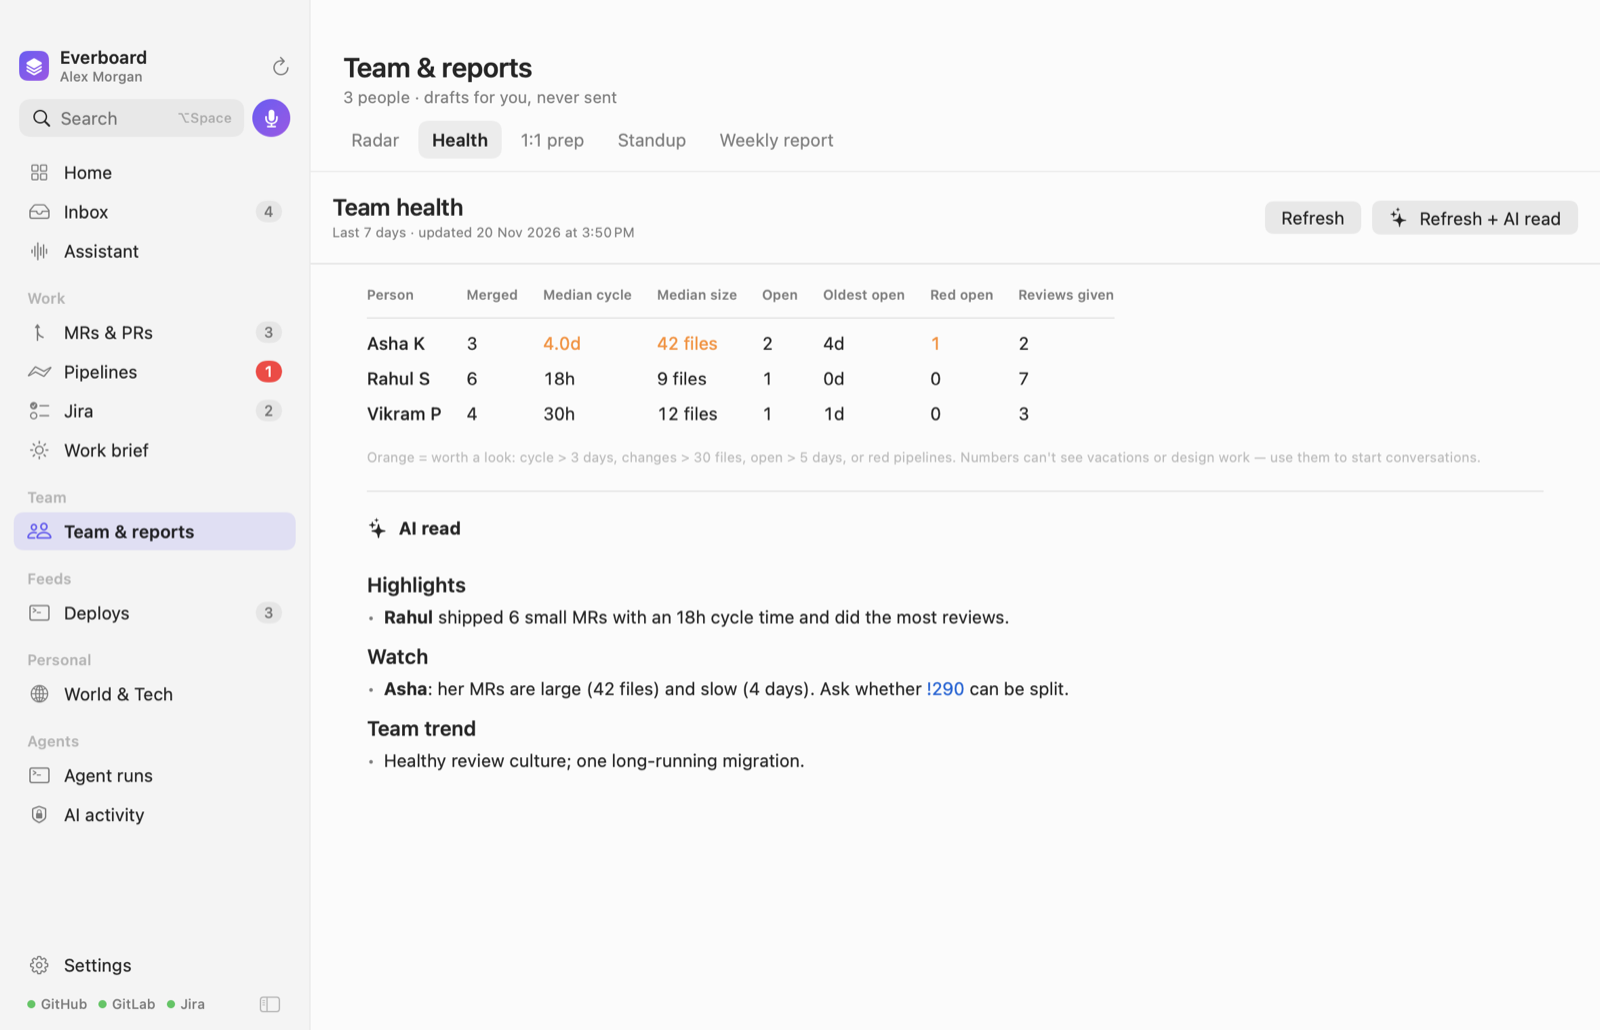 Everboard
Alex Morgan
Search ⌥Space
Home
Inbox 4
Assistant
Work
MRs & PRs 3
Pipelines 1
Jira 2
Work brief
Team
Team & reports
Feeds
Deploys 3
Personal
World & Tech
Agents
Agent runs
AI activity
Settings
GitHub GitLab Jira
Team & reports
3 people · drafts for you, never sent
Radar Health 1:1 prep Standup Weekly report
Team health
Last 7 days · updated 20 Nov 2026 at 3:50 PM
Refresh Refresh + AI read
Person Merged Median cycle Median size Open Oldest open Red open Reviews given
Asha K 3 4.0d 42 files 2 4d 1 2
Rahul S 6 18h 9 files 1 0d 0 7
Vikram P 4 30h 12 files 1 1d 0 3
Orange = worth a look: cycle > 3 days, changes > 30 files, open > 5 days, or red pipelines. Numbers can't see vacations or design work — use them to start conversations.
AI read
Highlights
• Rahul shipped 6 small MRs with an 18h cycle time and did the most reviews.
Watch
• Asha: her MRs are large (42 files) and slow (4 days). Ask whether !290 can be split.
Team trend
• Healthy review culture; one long-running migration.